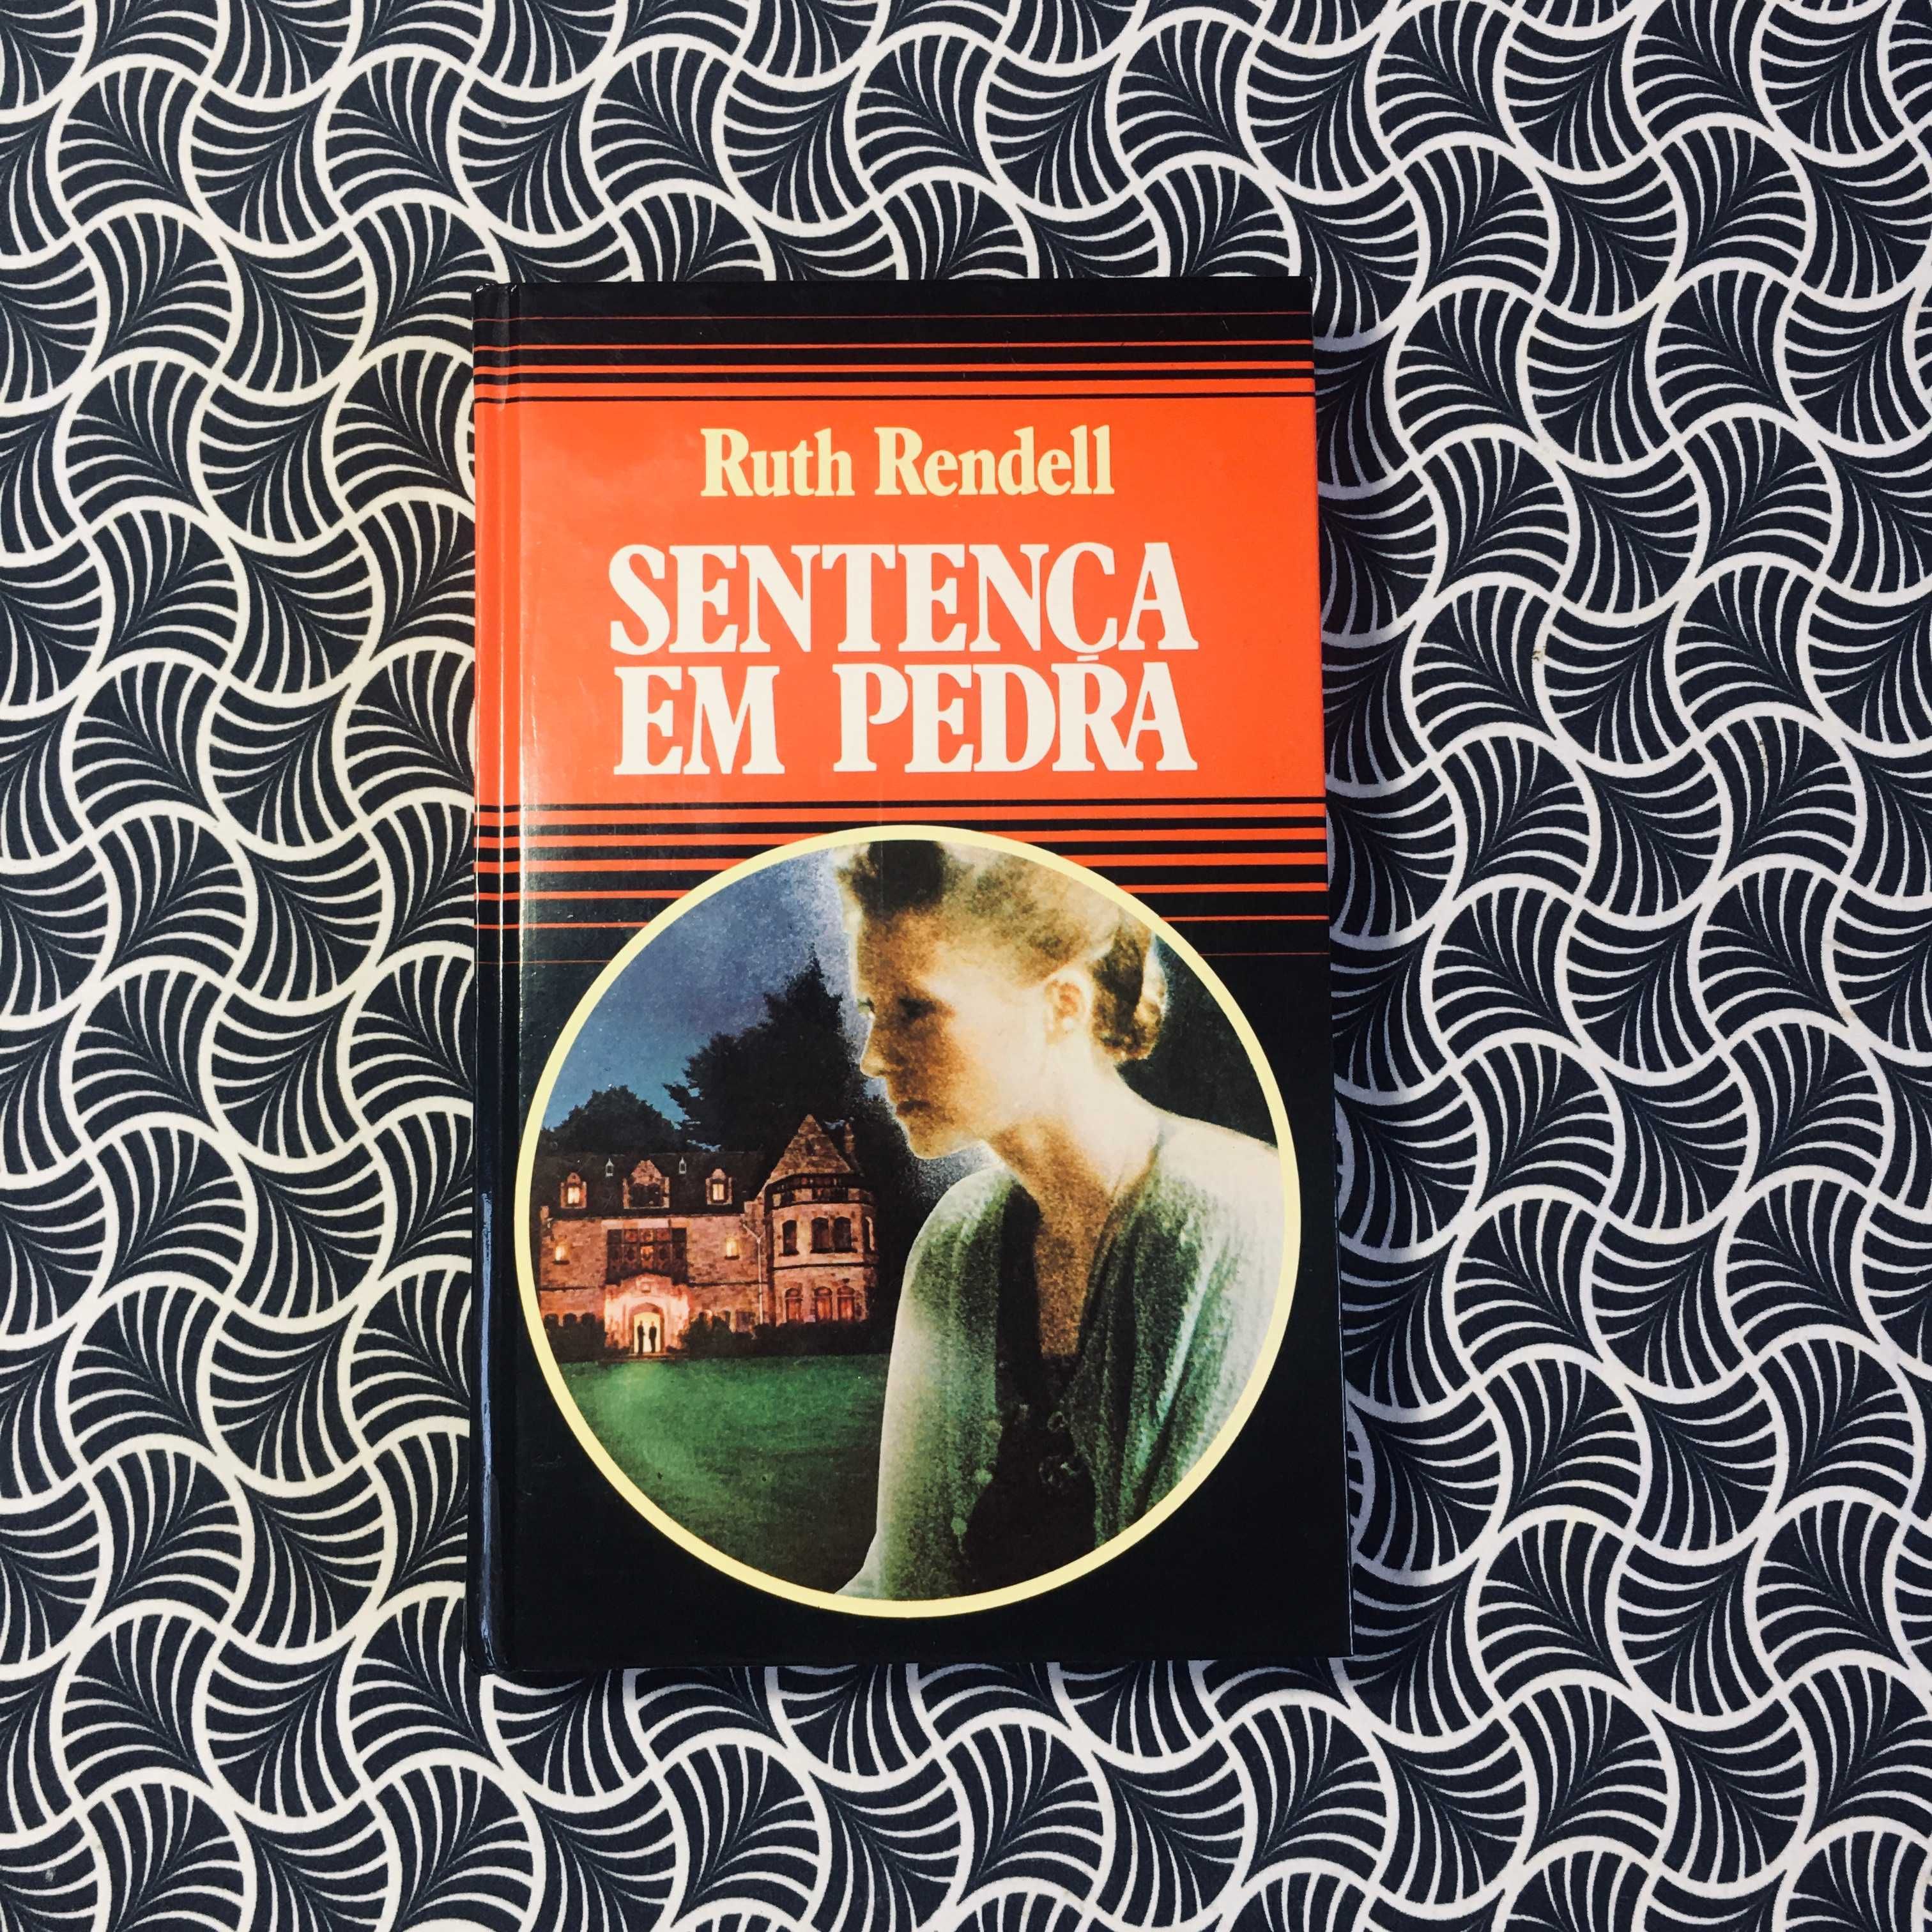 Ruth Rendell
SENTENÇA
EM PEDRA